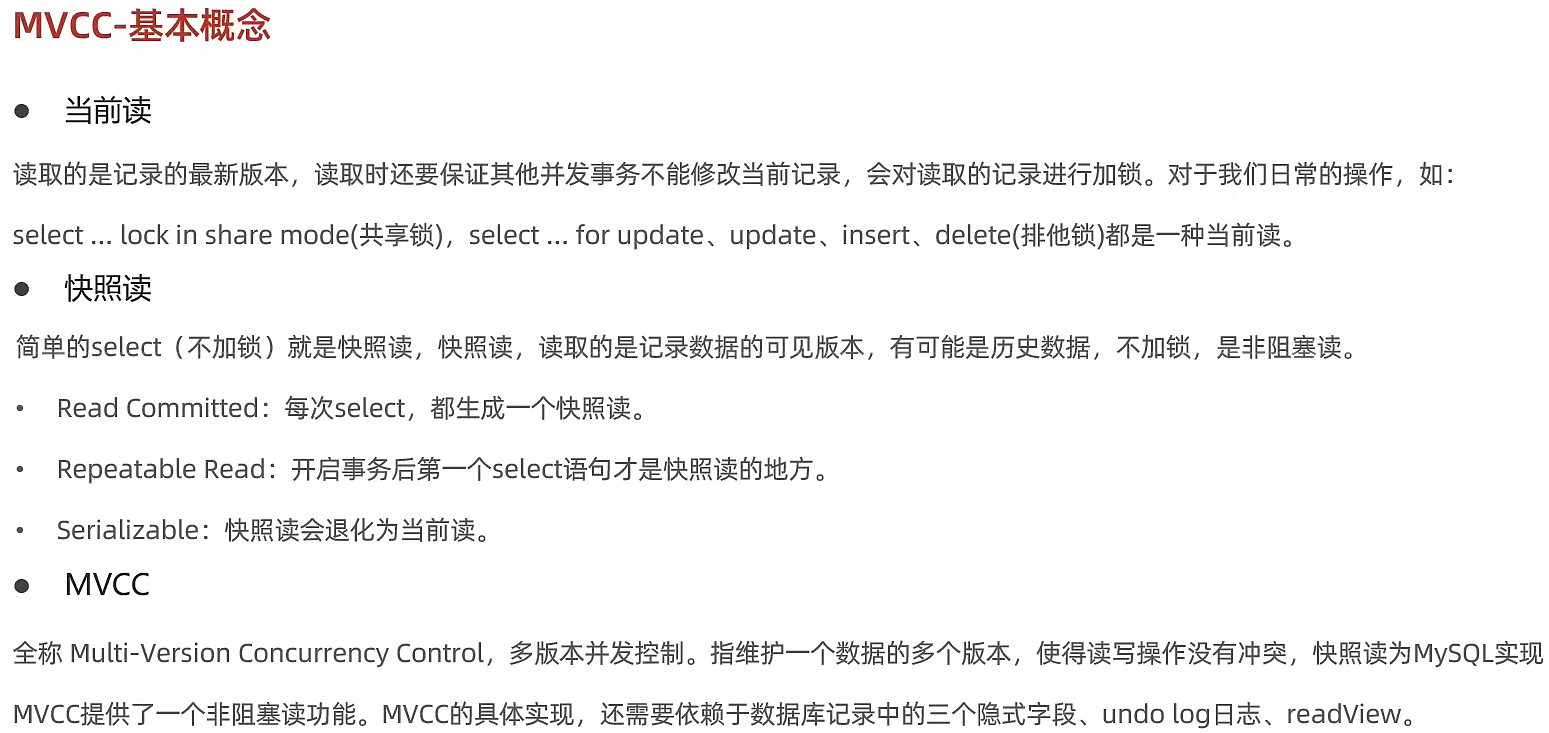 MVCC-基本概念
● 当前读
读取的是记录的最新版本，读取时还要保证其他并发事务不能修改当前记录，会对读取的记录进行加锁。对于我们日常的操作，如：
select ... lock in share mode(共享锁)，select ... for update、update、insert、delete(排他锁)都是一种当前读。
● 快照读
简单的select（不加锁）就是快照读，快照读，读取的是记录数据的可见版本，有可能是历史数据，不加锁，是非阻塞读。
• Read Committed：每次select，都生成一个快照读。
• Repeatable Read：开启事务后第一个select语句才是快照读的地方。
• Serializable：快照读会退化为当前读。
● MVCC
全称 Multi-Version Concurrency Control，多版本并发控制。指维护一个数据的多个版本，使得读写操作没有冲突，快照读为MySQL实现
MVCC提供了一个非阻塞读功能。MVCC的具体实现，还需要依赖于数据库记录中的三个隐式字段、undo log日志、readView。